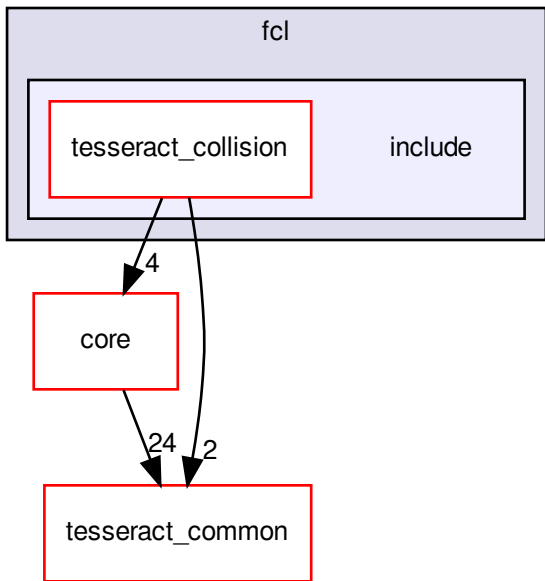 fcl
tesseract_collision
include
4
core
24
2
tesseract_common